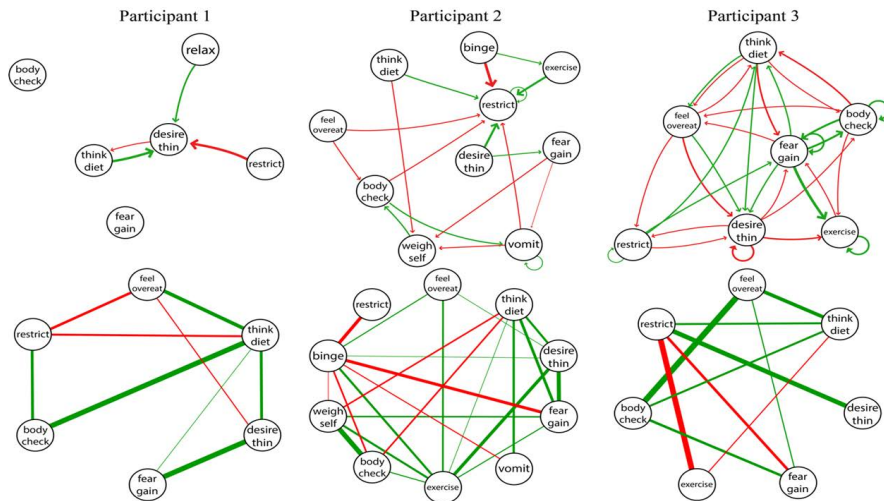 Participant 1
Participant 2
Participant 3
relax
body
check
desire
thin
think
diet
restrict
fear
gain
binge
think
diet
exercise
restrict
feel
overeat
desire
thin
fear
gain
body
check
weigh
self
vomit
think
diet
feel
overeat
body
check
fear
gain
restrict
desire
thin
exercise
feel
overeat
restrict
think
diet
body
check
desire
thin
fear
gain
feel
overeat
restrict
think
diet
binge
desire
thin
weigh
self
fear
gain
body
check
vomit
exercise
feel
overeat
restrict
think
diet
body
check
desire
thin
exercise
fear
gain